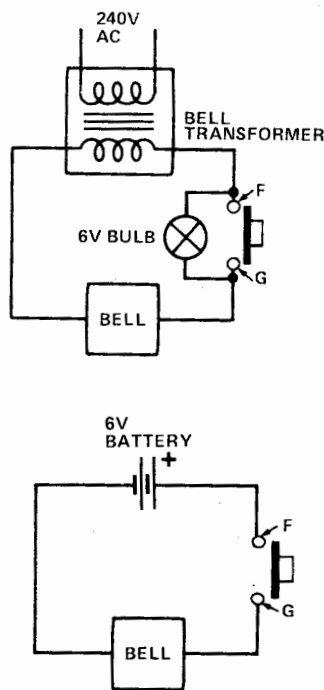 240V
AC
BELL
TRANSFORMER
F
6V BULB
G
BELL
6V
BATTERY
+
F
G
BELL